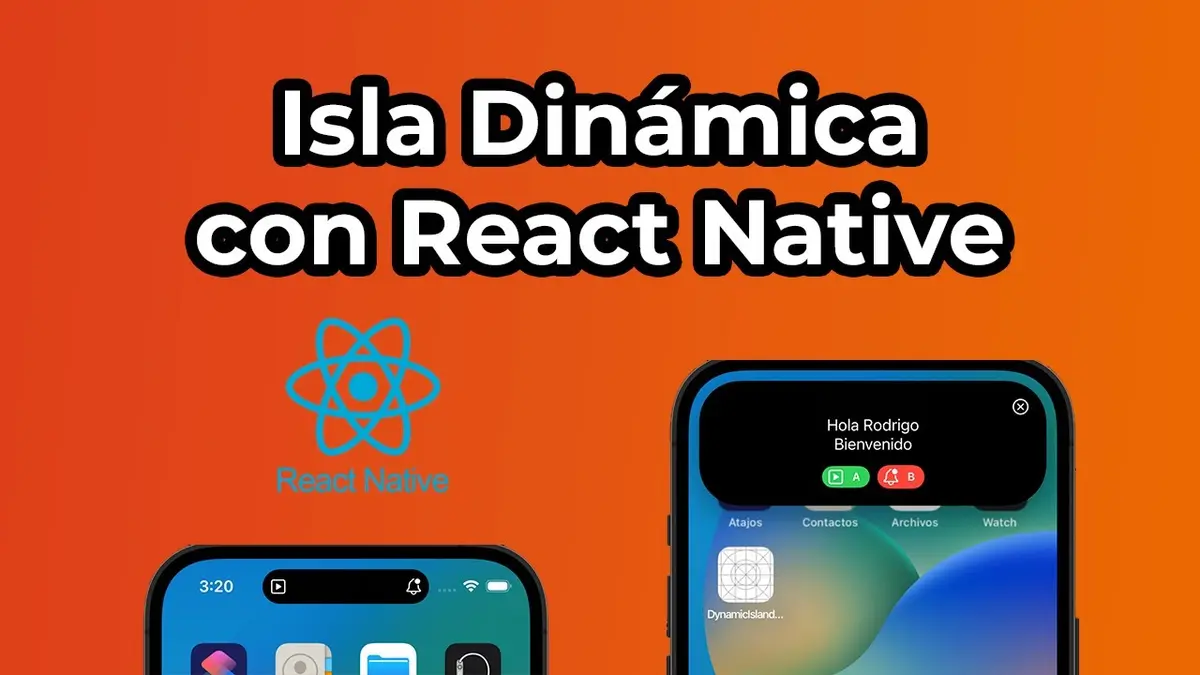 Isla Dinámica
con React Native
React Native
Hola Rodrigo
Bienvenido
A
B
Atajos
Contactos
Archivos
Watch
DynamicIsland...
3:20